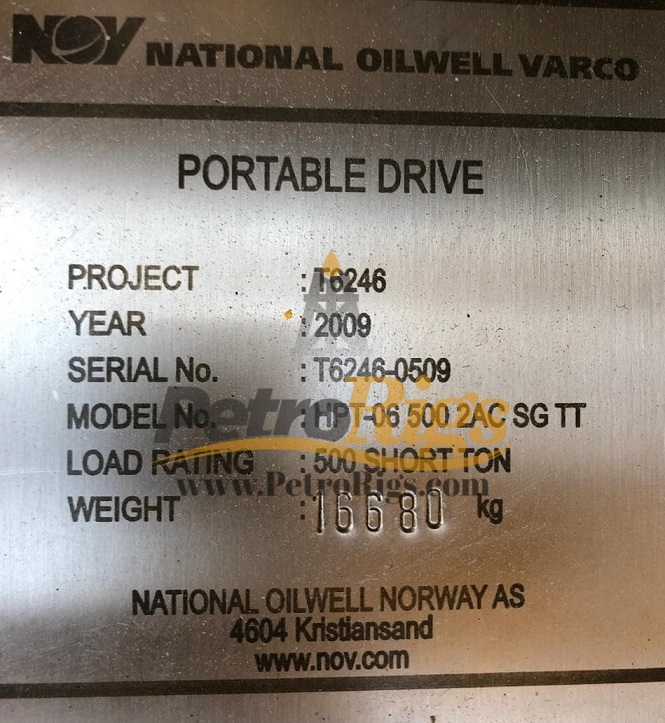 NOV NATIONAL OILWELL VARCO
PORTABLE DRIVE
PROJECT : T6246
YEAR : 2009
SERIAL No. : T6246-0509
MODEL No. : HPT-06 500 2AC SG TT
PetroRigs
LOAD RATING : 500 SHORT TON
www.PetroRigs.com
WEIGHT : 16680 kg
NATIONAL OILWELL NORWAY AS
4604 Kristiansand
www.nov.com